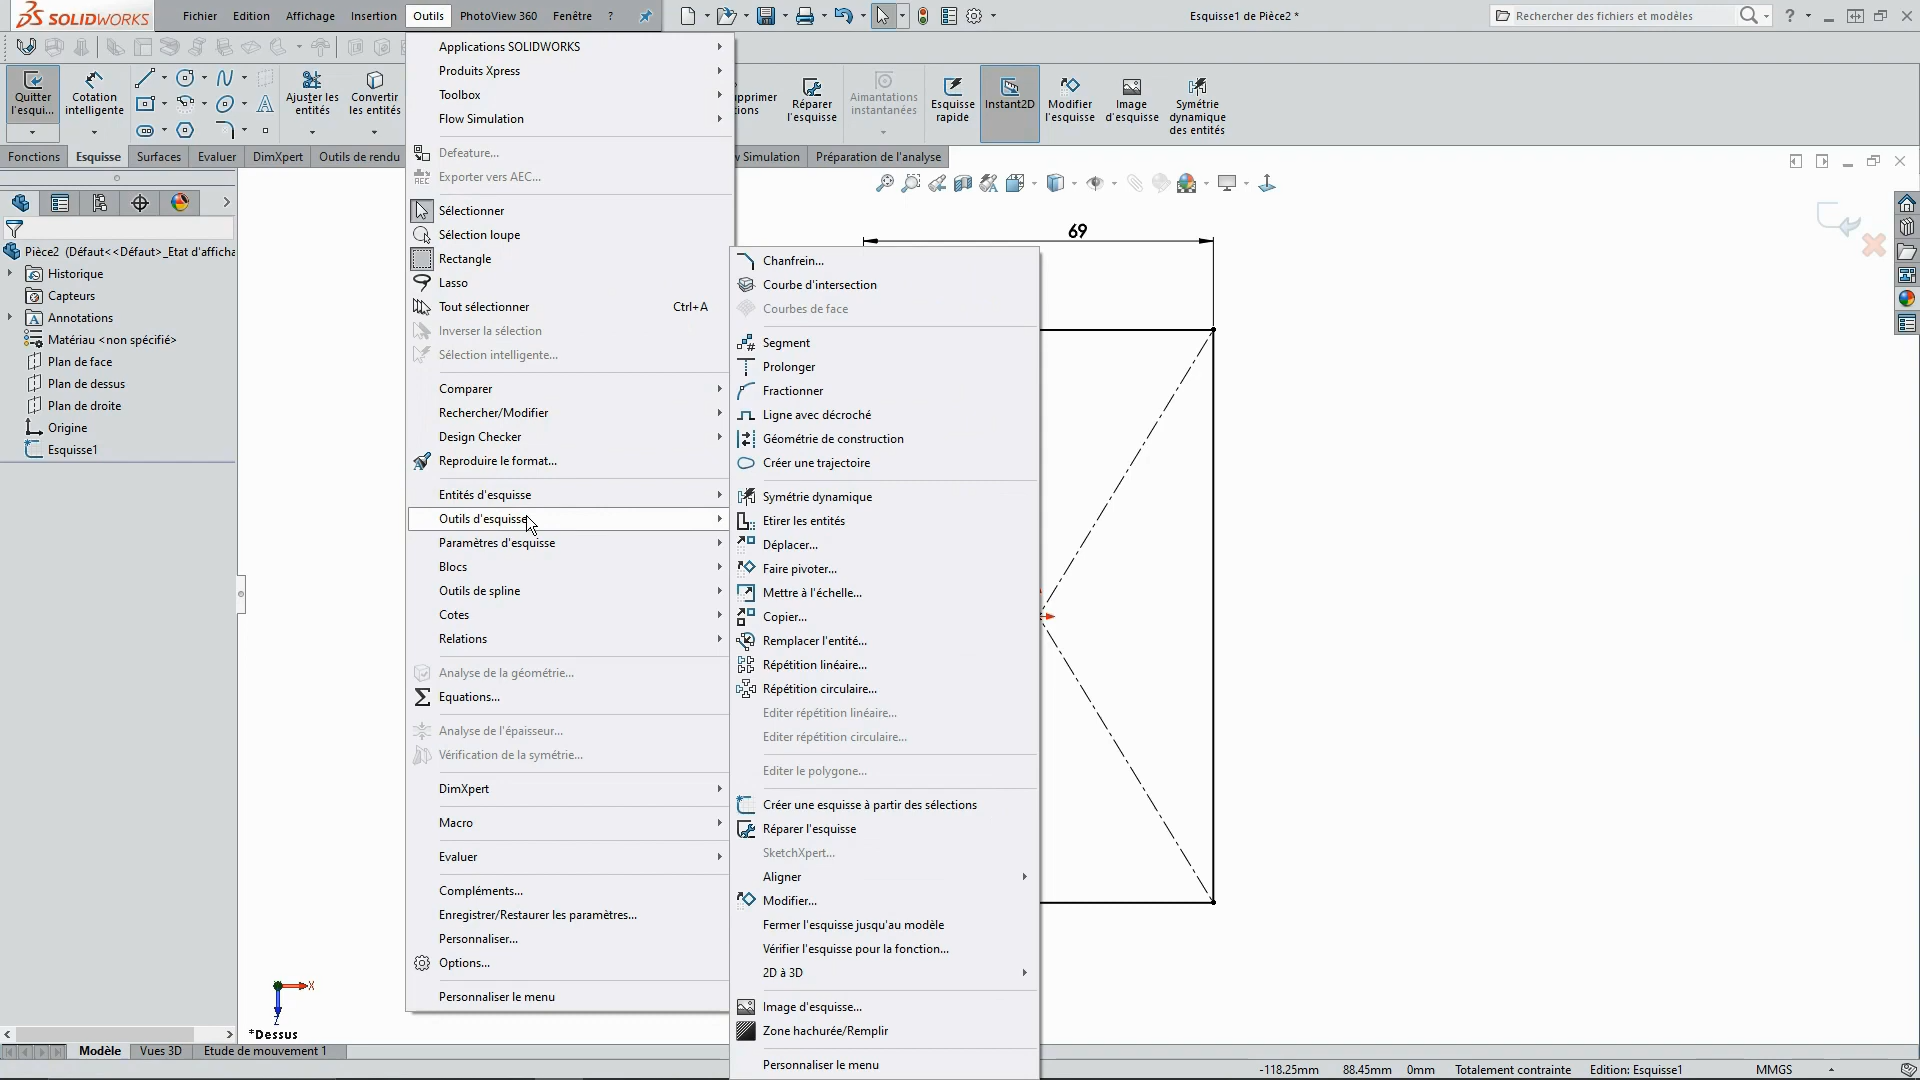 SOLIDWORKS
Fichier Edition Affichage Insertion Outils PhotoView 360 Fenêtre ?
Esquisse1 de Pièce2 *
Rechercher des fichiers et modèles
?
Quitter l'esqui...
Cotation intelligente
Ajuster les entités
Convertir les entités
pprimer
tions
Réparer l'esquisse
Aimantations instantanées
Esquisse rapide
Instant2D
Modifier l'esquisse
Image d'esquisse
Symétrie dynamique des entités
Fonctions Esquisse Surfaces Evaluer DimXpert Outils de rendu
w Simulation Préparation de l'analyse
Pièce2 (Défaut<<Défaut>_Etat d'afficha
Historique
Capteurs
Annotations
Matériau <non spécifié>
Plan de face
Plan de dessus
Plan de droite
Origine
Esquisse1
Applications SOLIDWORKS
Produits Xpress
Toolbox
Flow Simulation
Defeature...
Exporter vers AEC...
Sélectionner
Sélection loupe
Rectangle
Lasso
Tout sélectionner Ctrl+A
Inverser la sélection
Sélection intelligente...
Comparer
Rechercher/Modifier
Design Checker
Reproduire le format...
Entités d'esquisse
Outils d'esquisse
Paramètres d'esquisse
Blocs
Outils de spline
Cotes
Relations
Analyse de la géométrie...
Equations...
Analyse de l'épaisseur...
Vérification de la symétrie...
DimXpert
Macro
Evaluer
Compléments...
Enregistrer/Restaurer les paramètres...
Personnaliser...
Options...
Personnaliser le menu
Chanfrein...
Courbe d'intersection
Courbes de face
Segment
Prolonger
Fractionner
Ligne avec décroché
Géométrie de construction
Créer une trajectoire
Symétrie dynamique
Etirer les entités
Déplacer...
Faire pivoter...
Mettre à l'échelle...
Copier...
Remplacer l'entité...
Répétition linéaire...
Répétition circulaire...
Editer répétition linéaire...
Editer répétition circulaire...
Editer le polygone...
Créer une esquisse à partir des sélections
Réparer l'esquisse
SketchXpert...
Aligner
Modifier...
Fermer l'esquisse jusqu'au modèle
Vérifier l'esquisse pour la fonction...
2D à 3D
Image d'esquisse...
Zone hachurée/Remplir
Personnaliser le menu
69
X
Z
*Dessus
Modèle Vues 3D Etude de mouvement 1
-118.25mm 88.45mm 0mm Totalement contrainte Edition: Esquisse1 MMGS